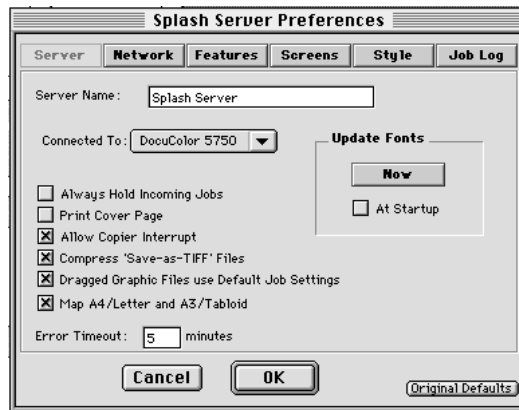 Splash Server Preferences
Server Network Features Screens Style Job Log
Server Name: Splash Server
Connected To: DocuColor 5750
Update Fonts
Now
At Startup
Always Hold Incoming Jobs
Print Cover Page
Allow Copier Interrupt
Compress 'Save-as-TIFF' Files
Dragged Graphic Files use Default Job Settings
Map A4/Letter and A3/Tabloid
Error Timeout: 5 minutes
Cancel OK
Original Defaults